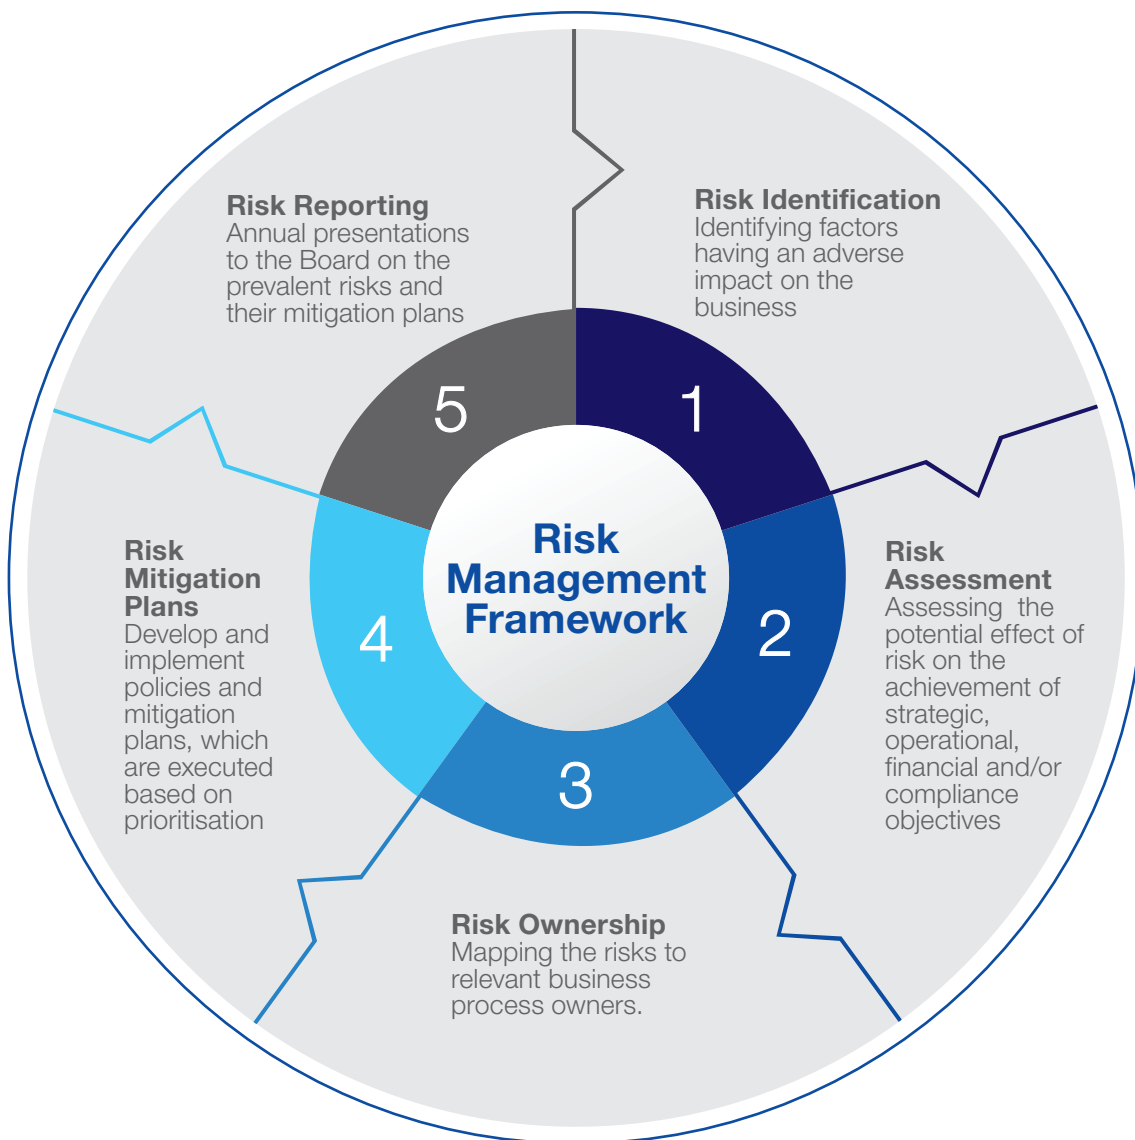 Risk Management Framework
1
Risk Identification
Identifying factors
having an adverse
impact on the
business
2
Risk
Assessment
Assessing  the
potential effect of
risk on the
achievement of
strategic,
operational,
financial and/or
compliance
objectives
3
Risk Ownership
Mapping the risks to
relevant business
process owners.
4
Risk
Mitigation
Plans
Develop and
implement
policies and
mitigation
plans, which
are executed
based on
prioritisation
5
Risk Reporting
Annual presentations
to the Board on the
prevalent risks and
their mitigation plans